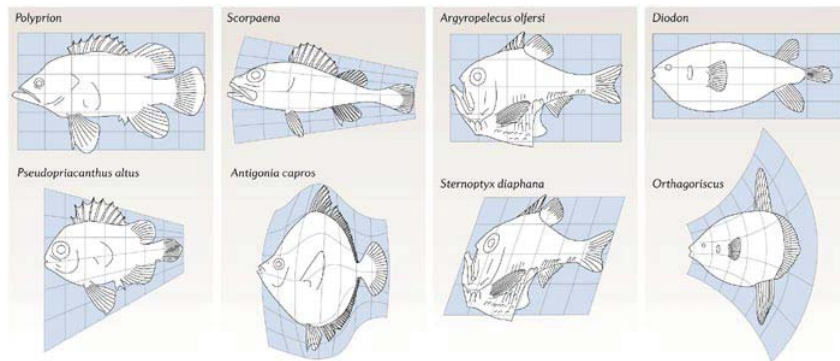 Polyprion
Scorpaena
Argyropelecus olfersi
Diodon
Pseudopriacanthus altus
Antigonia capros
Sternoptyx diaphana
Orthagoriscus